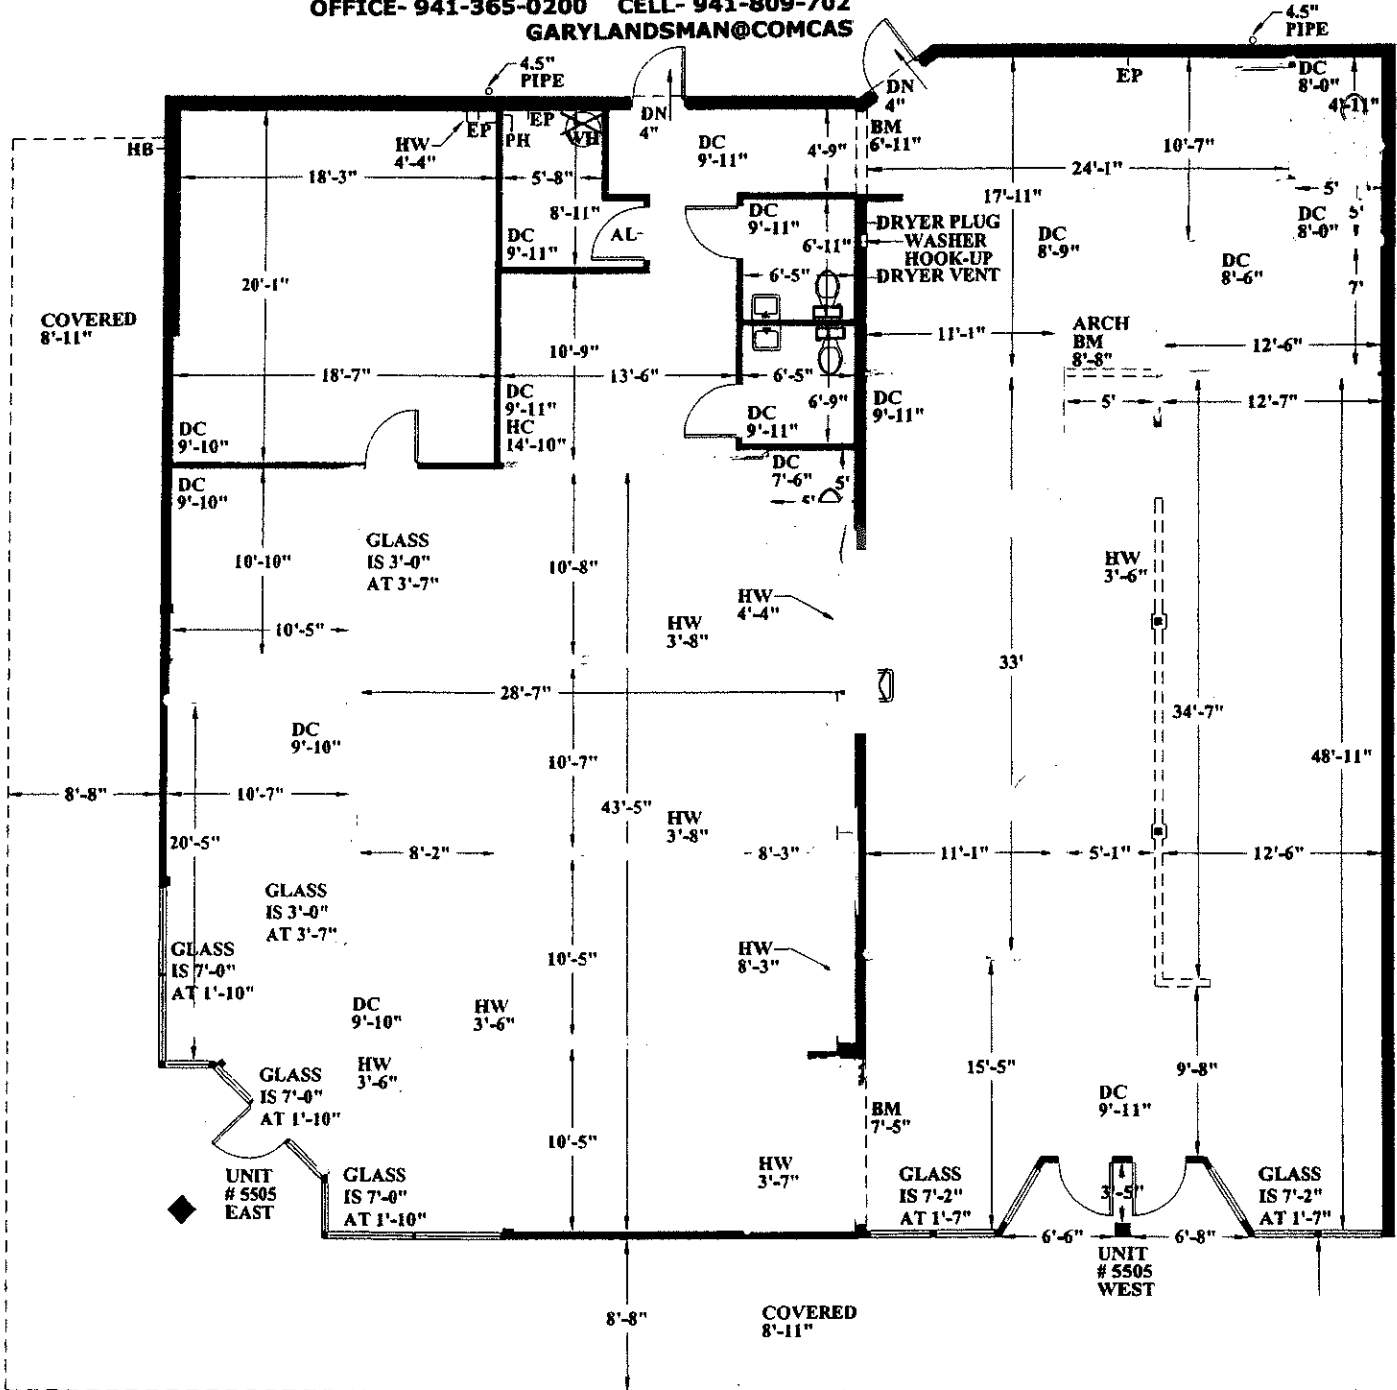 OFFICE- 941-365-0200 CELL- 941-809-702
GARYLANDSMAN@COMCAS
4.5"
PIPE
4.5"
PIPE
DN
4"
DN
4"
EP
DC
8'-0"
4'-11"
HB
HW
4'-4"
EP
PH
EP
WH
DC
9'-11"
4'-9"
BM
6'-11"
10'-7"
24'-1"
18'-3"
5'-8"
17'-11"
5'
8'-11"
DC
9'-11"
AL
DC
9'-11"
6'-11"
DRYER PLUG
WASHER
HOOK-UP
DRYER VENT
DC
8'-9"
DC
8'-0"
5'
DC
8'-6"
7'
6'-5"
20'-1"
COVERED
8'-11"
10'-9"
11'-1"
ARCH
BM
8'-8"
12'-6"
18'-7"
13'-6"
6'-5"
DC
9'-11"
HC
14'-10"
6'-9"
DC
9'-11"
DC
9'-11"
5'
12'-7"
DC
9'-10"
DC
9'-10"
DC
7'-6"
5'
5'
GLASS
IS 3'-0"
AT 3'-7"
10'-10"
10'-8"
HW
3'-6"
HW
4'-4"
10'-5"
HW
3'-8"
33'
28'-7"
34'-7"
DC
9'-10"
10'-7"
48'-11"
8'-8"
10'-7"
43'-5"
HW
3'-8"
20'-5"
8'-2"
8'-3"
11'-1"
5'-1"
12'-6"
GLASS
IS 3'-0"
AT 3'-7"
GLASS
IS 7'-0"
AT 1'-10"
10'-5"
HW
8'-3"
DC
9'-10"
HW
3'-6"
HW
3'-6"
15'-5"
9'-8"
GLASS
IS 7'-0"
AT 1'-10"
DC
9'-11"
BM
7'-5"
10'-5"
UNIT
# 5505
EAST
GLASS
IS 7'-0"
AT 1'-10"
HW
3'-7"
GLASS
IS 7'-2"
AT 1'-7"
3'-5"
GLASS
IS 7'-2"
AT 1'-7"
6'-6"
6'-8"
UNIT
# 5505
WEST
8'-8"
COVERED
8'-11"